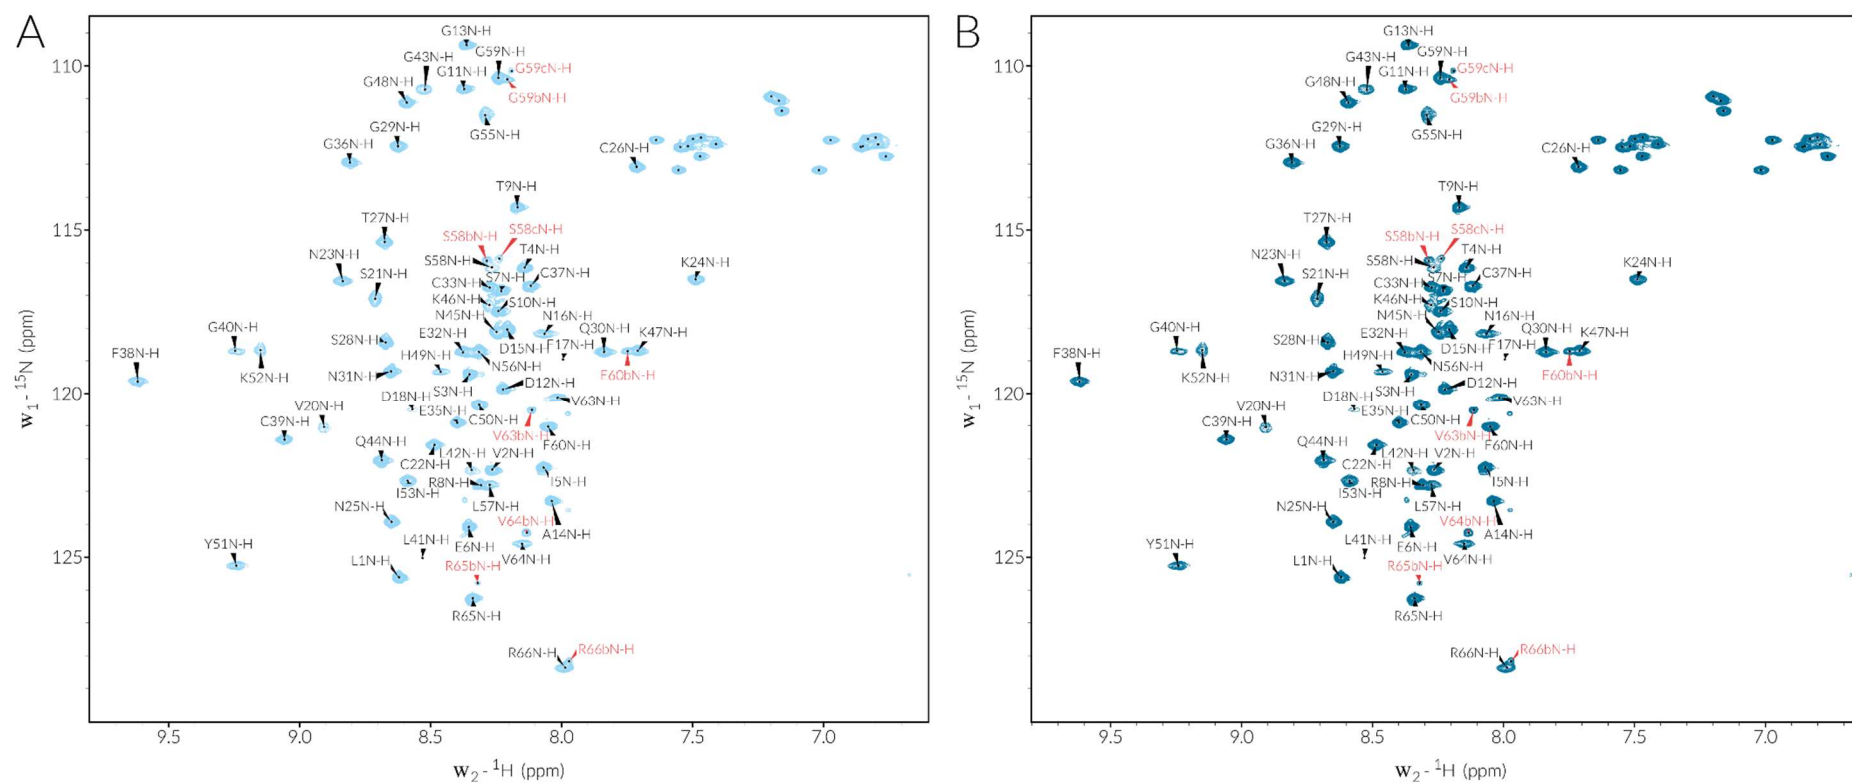 A
G13N-H
G43N-H
G59N-H
G59cN-H
G48N-H
G11N-H
G59bN-H
G29N-H
G55N-H
G36N-H
C26N-H
T9N-H
T27N-H
S58bN-H
S58cN-H
N23N-H
S58N-H
T4N-H
S21N-H
S7N-H
C37N-H
K24N-H
C33N-H
K46N-H
S10N-H
N45N-H
N16N-H
G40N-H
S28N-H
E32N-H
D15N-H
F17N-H
Q30N-H
K47N-H
F38N-H
K52N-H
H49N-H
N56N-H
F60bN-H
N31N-H
S3N-H
D12N-H
D18N-H
V63N-H
V20N-H
E35N-H
C50N-H
C39N-H
V63bN-H
F60N-H
Q44N-H
C22N-H
L42N-H
V2N-H
I53N-H
R8N-H
I5N-H
L57N-H
N25N-H
V64bN-H
A14N-H
Y51N-H
L41N-H
E6N-H
V64N-H
L1N-H
R65bN-H
R65N-H
R66N-H
R66bN-H
110
115
120
125
w1 - 15N (ppm)
9.5 9.0 8.5 8.0 7.5 7.0
w2 - 1H (ppm)
B
G13N-H
G43N-H
G59N-H
G59cN-H
G48N-H
G11N-H
G59bN-H
G29N-H
G55N-H
G36N-H
C26N-H
T9N-H
T27N-H
S58bN-H
S58cN-H
N23N-H
S58N-H
T4N-H
S21N-H
S7N-H
C37N-H
K24N-H
C33N-H
K46N-H
S10N-H
N45N-H
N16N-H
G40N-H
S28N-H
E32N-H
D15N-H
F17N-H
Q30N-H
K47N-H
F38N-H
K52N-H
H49N-H
N56N-H
F60bN-H
N31N-H
S3N-H
D12N-H
D18N-H
V63N-H
V20N-H
E35N-H
C50N-H
C39N-H
V63bN-H
F60N-H
Q44N-H
C22N-H
L42N-H
V2N-H
I53N-H
R8N-H
I5N-H
L57N-H
N25N-H
V64bN-H
A14N-H
Y51N-H
L41N-H
E6N-H
V64N-H
L1N-H
R65bN-H
R65N-H
R66N-H
R66bN-H
110
115
120
125
w1 - 15N (ppm)
9.5 9.0 8.5 8.0 7.5 7.0
w2 - 1H (ppm)